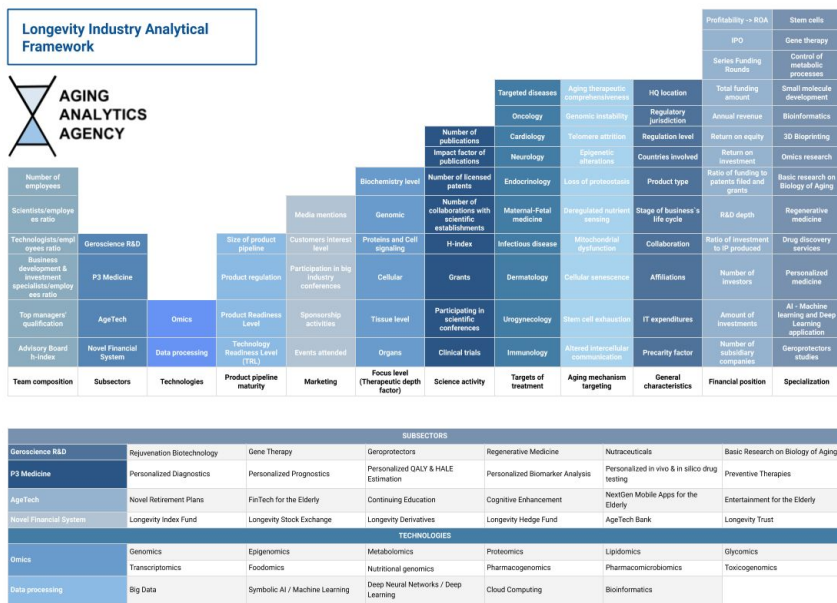 Longevity Industry Analytical
Framework
AGING
ANALYTICS
AGENCY
Profitability -> ROA
Stem cells
IPO
Gene therapy
Series Funding
Rounds
Control of
metabolic
processes
Targeted diseases
Aging therapeutic
comprehensiveness
HQ location
Total funding
amount
Small molecule
development
Oncology
Genomic instability
Regulatory
jurisdiction
Annual revenue
Bioinformatics
Number of
publications
Cardiology
Telomere attrition
Regulation level
Return on equity
3D Bioprinting
Impact factor of
publications
Neurology
Epigenetic
alterations
Countries involved
Return on
investment
Omics research
Number of
employees
Biochemistry level
Number of licensed
patents
Endocrinology
Loss of proteostasis
Product type
Ratio of funding to
patents filed and
grants
Basic research on
Biology of Aging
Scientists/employe
es ratio
Media mentions
Genomic
Number of
collaborations with
scientific
establishments
Maternal-Fetal
medicine
Deregulated nutrient
sensing
Stage of business`s
life cycle
R&D depth
Regenerative
medicine
Technologists/empl
oyees ratio
Geroscience R&D
Size of product
pipeline
Customers interest
level
Proteins and Cell
signaling
H-index
Infectious disease
Mitochondrial
dysfunction
Collaboration
Ratio of investment
to IP produced
Drug discovery
services
Business
development &
investment
specialists/employ
ees ratio
P3 Medicine
Product regulation
Participation in big
industry
conferences
Cellular
Grants
Dermatology
Cellular senescence
Affiliations
Number of
investors
Personalized
medicine
Top managers'
qualification
AgeTech
Omics
Product Readiness
Level
Sponsorship
activities
Tissue level
Participating in
scientific
conferences
Urogynecology
Stem cell exhaustion
IT expenditures
Amount of
investments
AI - Machine
learning and Deep
Learning
application
Advisory Board
h-index
Novel Financial
System
Data processing
Technology
Readiness Level
(TRL)
Events attended
Organs
Clinical trials
Immunology
Altered intercellular
communication
Precarity factor
Number of
subsidiary
companies
Geroprotectors
studies
Team composition
Subsectors
Technologies
Product pipeline
maturity
Marketing
Focus level
(Therapeutic depth
factor)
Science activity
Targets of
treatment
Aging mechanism
targeting
General
characteristics
Financial position
Specialization
SUBSECTORS
Geroscience R&D
Rejuvenation Biotechnology
Gene Therapy
Geroprotectors
Regenerative Medicine
Nutraceuticals
Basic Research on Biology of Aging
P3 Medicine
Personalized Diagnostics
Personalized Prognostics
Personalized QALY & HALE
Estimation
Personalized Biomarker Analysis
Personalized in vivo & in silico drug
testing
Preventive Therapies
AgeTech
Novel Retirement Plans
FinTech for the Elderly
Continuing Education
Cognitive Enhancement
NextGen Mobile Apps for the
Elderly
Entertainment for the Elderly
Novel Financial System
Longevity Index Fund
Longevity Stock Exchange
Longevity Derivatives
Longevity Hedge Fund
AgeTech Bank
Longevity Trust
TECHNOLOGIES
Omics
Genomics
Epigenomics
Metabolomics
Proteomics
Lipidomics
Glycomics
Transcriptomics
Foodomics
Nutritional genomics
Pharmacogenomics
Pharmacomicrobiomics
Toxicogenomics
Data processing
Big Data
Symbolic AI / Machine Learning
Deep Neural Networks / Deep
Learning
Cloud Computing
Bioinformatics